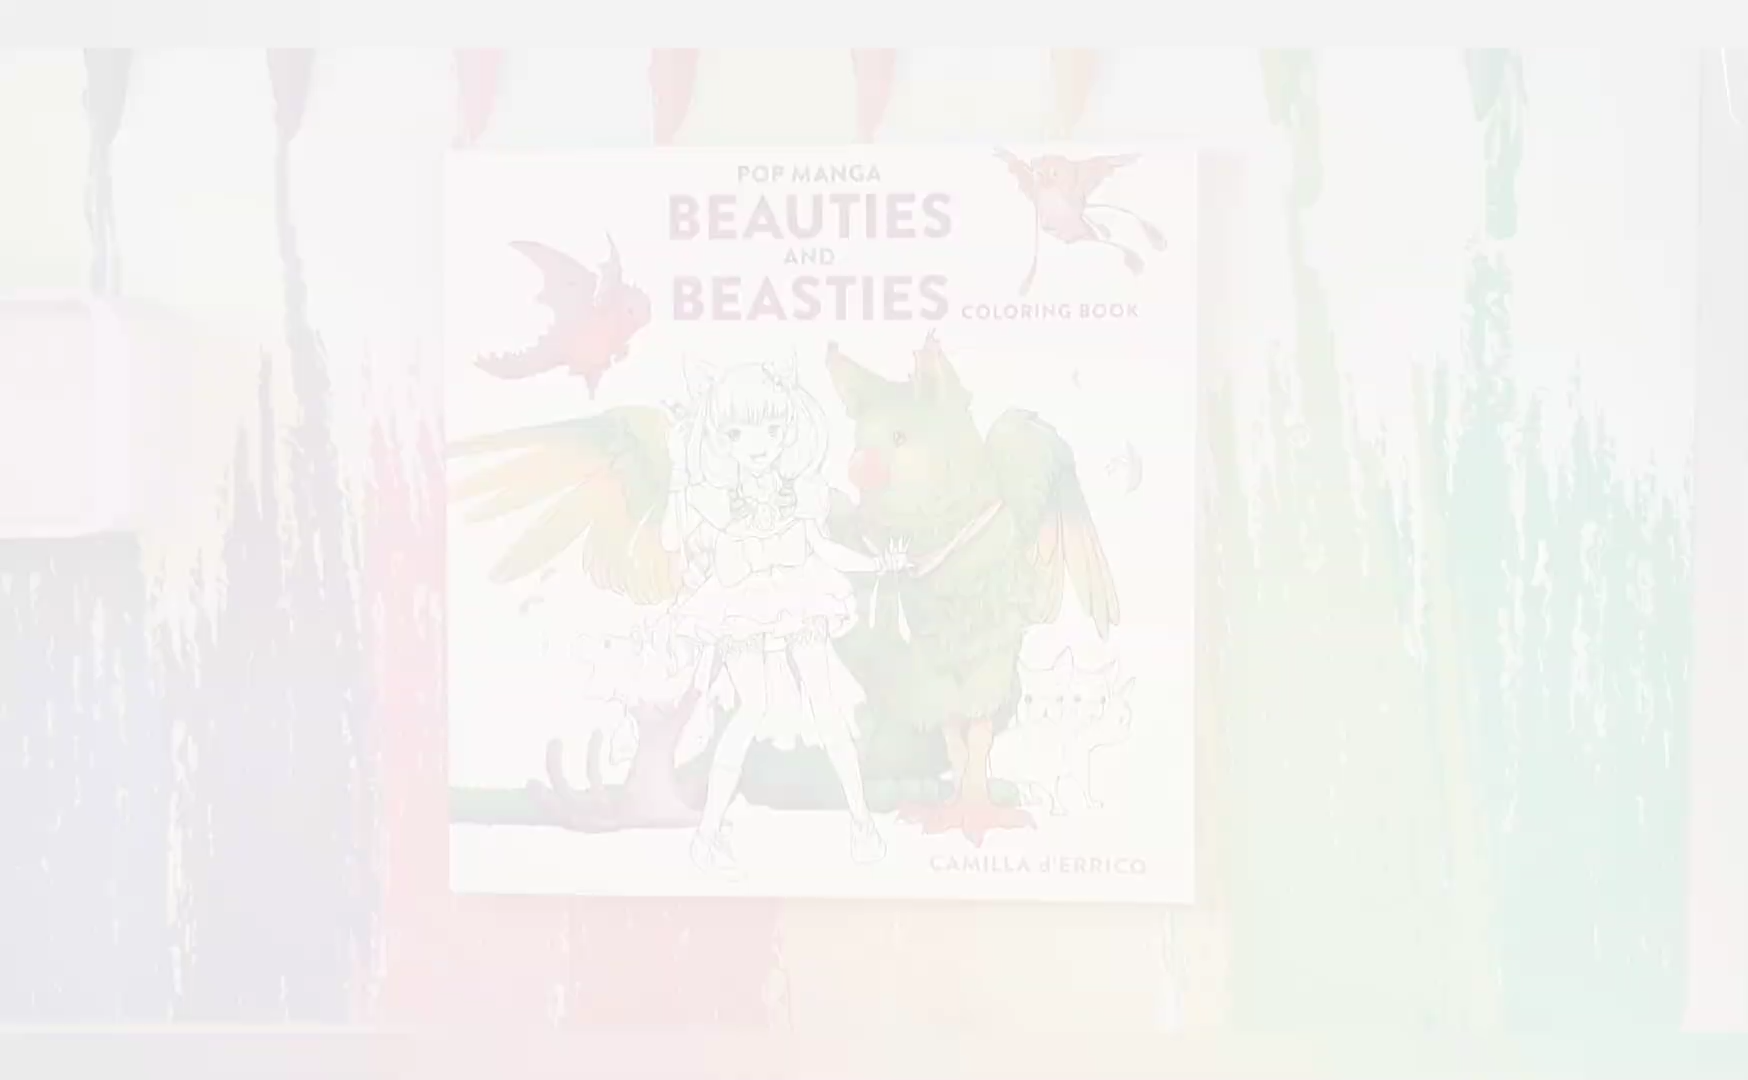 POP MANGA
BEAUTIES
AND
BEASTIES
COLORING BOOK
CAMILLA d'ERRICO